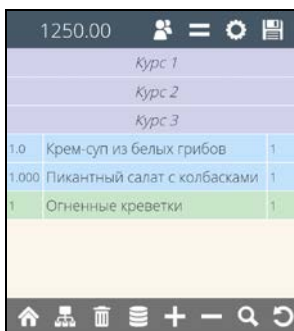 1250.00
Курс 1
Курс 2
Курс 3
1.0 Крем-суп из белых грибов 1
1.000 Пикантный салат с колбасками 1
1 Огненные креветки 1